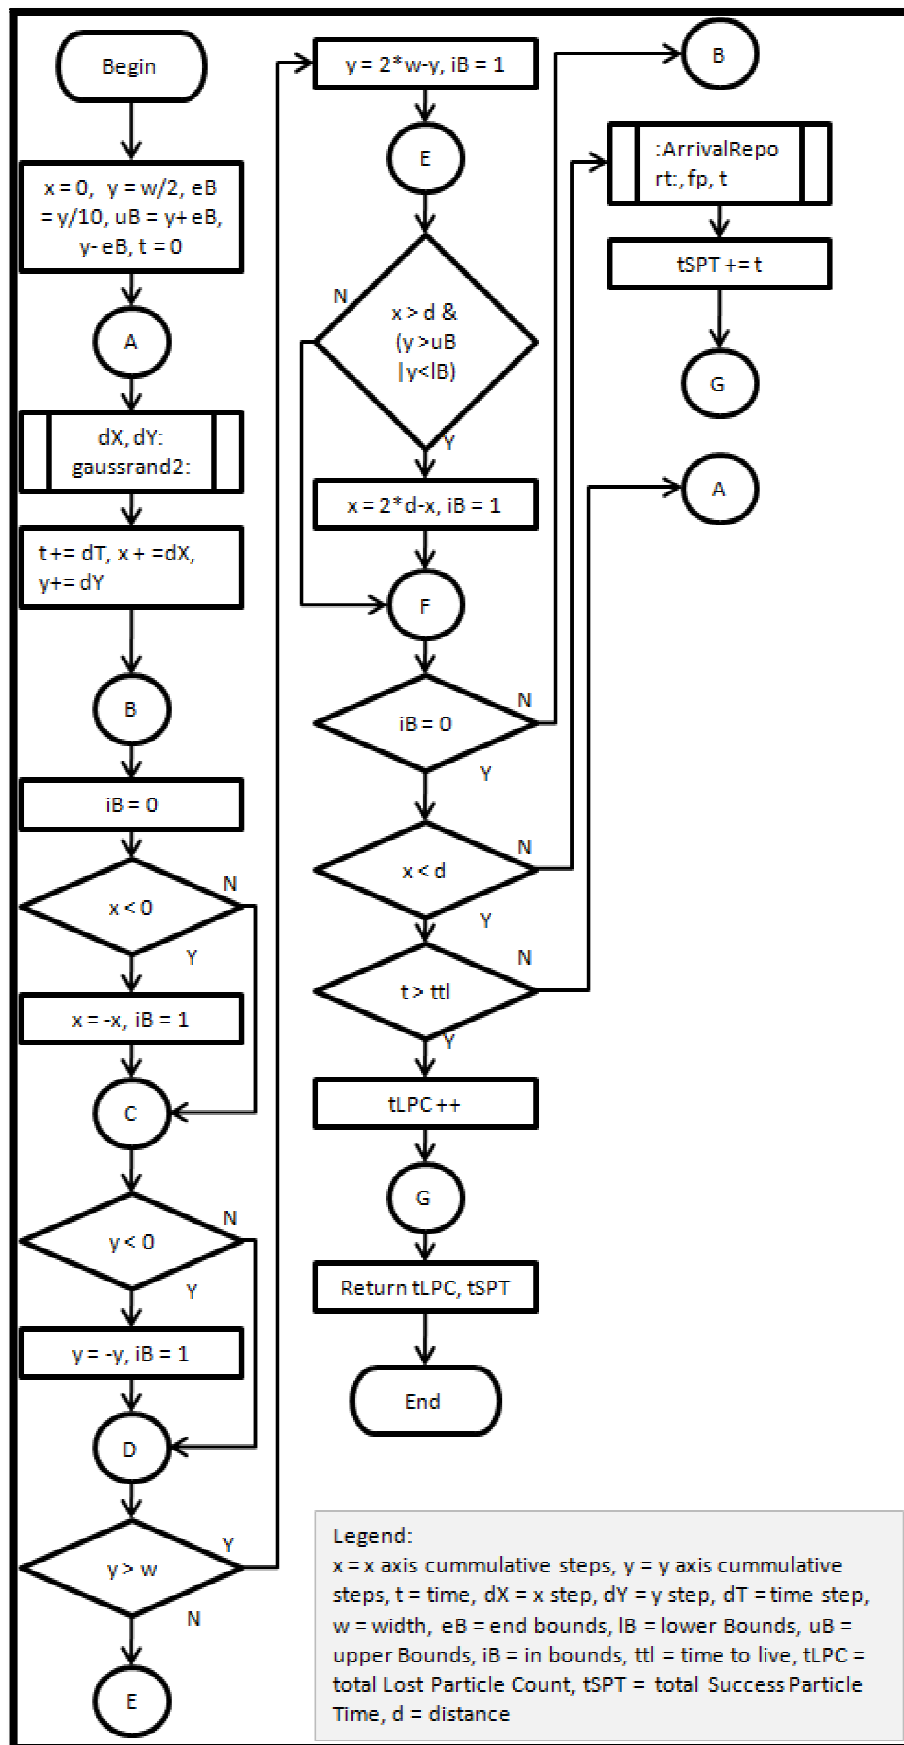 Begin
x = 0, y = w/2, eB
= y/10, uB = y+ eB,
y- eB, t = 0
A
dX, dY:
gaussrand2:
t += dT, x + =dX,
y+= dY
B
iB = 0
x < 0
N
Y
x = -x, iB = 1
C
y < 0
N
Y
y = -y, iB = 1
D
y > w
Y
N
E
y = 2*w-y, iB = 1
E
N
x > d &
(y >uB
|y<lB)
Y
x = 2*d-x, iB = 1
F
iB = 0
N
Y
x < d
N
Y
t > ttl
N
Y
tLPC ++
G
Return tLPC, tSPT
End
B
:ArrivalRepo
rt:, fp, t
tSPT += t
G
A
Legend:
x = x axis cummulative steps, y = y axis cummulative
steps, t = time, dX = x step, dY = y step, dT = time step,
w = width, eB = end bounds, lB = lower Bounds, uB =
upper Bounds, iB = in bounds, ttl = time to live, tLPC =
total Lost Particle Count, tSPT = total Success Particle
Time, d = distance